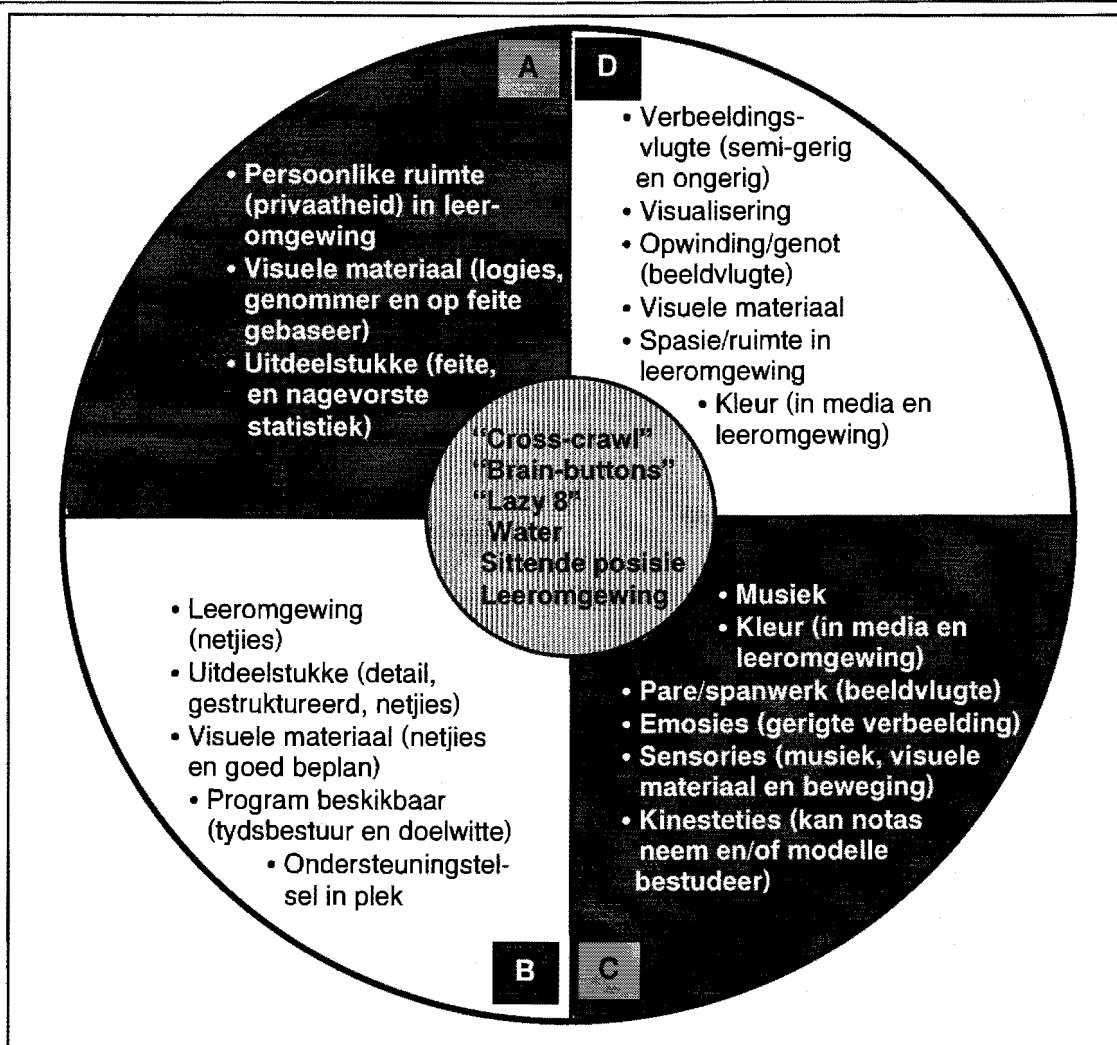 A
• Persoonlike ruimte
(privaatheid) in leer-
omgewing
• Visuele materiaal (logies,
genommer en op feite
gebaseer)
• Uitdeelstukke (feite,
en nagevorste
statistiek)
D
• Verbeeldings-
vlugte (semi-gerig
en ongerig)
• Visualisering
• Opwinding/genot
(beeldvlugte)
• Visuele materiaal
• Spasie/ruimte in
leeromgewing
• Kleur (in media en
leeromgewing)
"Cross-crawl"
"Brain-buttons"
"Lazy 8"
Water
Sittende posisie
Leeromgewing
• Leeromgewing
(netjies)
• Uitdeelstukke (detail,
gestruktureerd, netjies)
• Visuele materiaal (netjies
en goed beplan)
• Program beskikbaar
(tydsbestuur en doelwitte)
• Ondersteuningstel-
sel in plek
B
• Musiek
• Kleur (in media en
leeromgewing)
• Pare/spanwerk (beeldvlugte)
• Emosies (gerigte verbeelding)
• Sensories (musiek, visuele
materiaal en beweging)
• Kinesteties (kan notas
neem en/of modelle
bestudeer)
C